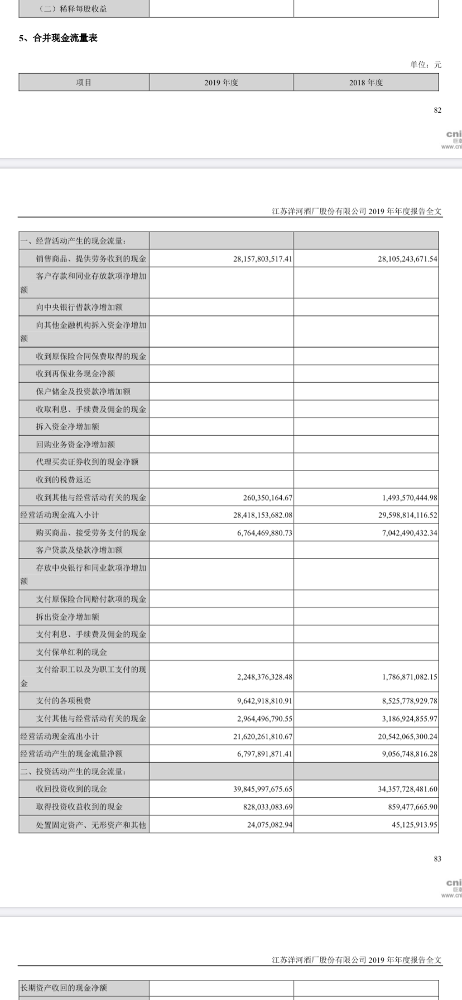 （二）稀释每股收益
5、合并现金流量表
单位：元
项目 2019 年度 2018 年度
82
cni
巨潮
www.cni
江苏洋河酒厂股份有限公司 2019 年年度报告全文
一、经营活动产生的现金流量：
销售商品、提供劳务收到的现金 28,157,803,517.41 28,105,243,671.54
客户存款和同业存放款项净增加
额
向中央银行借款净增加额
向其他金融机构拆入资金净增加
额
收到原保险合同保费取得的现金
收到再保业务现金净额
保户储金及投资款净增加额
收取利息、手续费及佣金的现金
拆入资金净增加额
回购业务资金净增加额
代理买卖证券收到的现金净额
收到的税费返还
收到其他与经营活动有关的现金 260,350,164.67 1,493,570,444.98
经营活动现金流入小计 28,418,153,682.08 29,598,814,116.52
购买商品、接受劳务支付的现金 6,764,469,880.73 7,042,490,432.34
客户贷款及垫款净增加额
存放中央银行和同业款项净增加
额
支付原保险合同赔付款项的现金
拆出资金净增加额
支付利息、手续费及佣金的现金
支付保单红利的现金
支付给职工以及为职工支付的现
金 2,248,376,328.48 1,786,871,082.15
支付的各项税费 9,642,918,810.91 8,525,778,929.78
支付其他与经营活动有关的现金 2,964,496,790.55 3,186,924,855.97
经营活动现金流出小计 21,620,261,810.67 20,542,065,300.24
经营活动产生的现金流量净额 6,797,891,871.41 9,056,748,816.28
二、投资活动产生的现金流量：
收回投资收到的现金 39,845,997,675.65 34,357,728,481.60
取得投资收益收到的现金 828,033,083.69 859,477,665.90
处置固定资产、无形资产和其他 24,075,082.94 45,125,913.95
83
cni
巨潮
www.cni
江苏洋河酒厂股份有限公司 2019 年年度报告全文
长期资产收回的现金净额